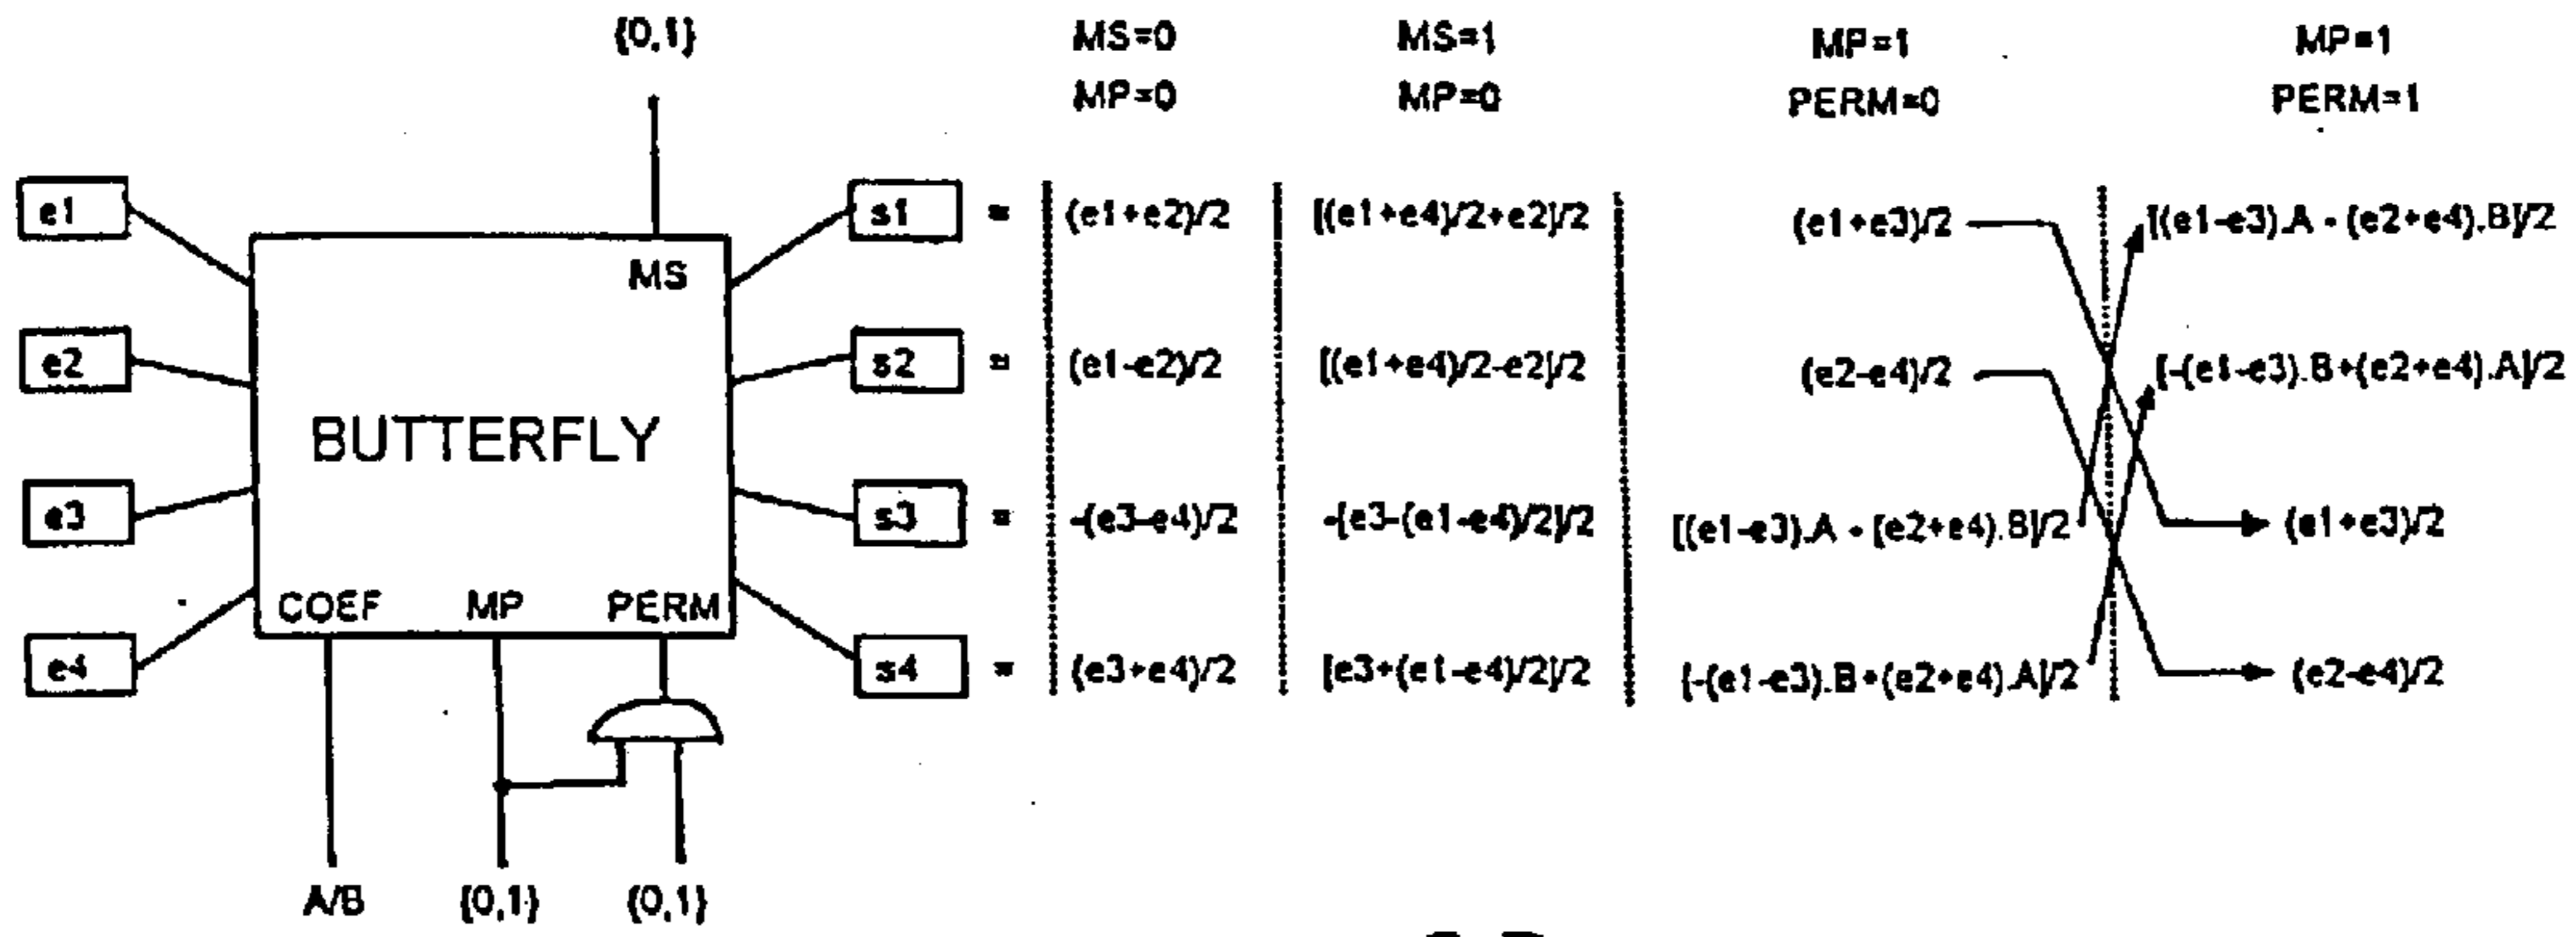 {0,1}
MS=0 MS=1 MP=1 MP=1
MP=0 MP=0 PERM=0 PERM=1
e1 s1 = (e1+e2)/2 [(e1+e4)/2+e2]/2 (e1+e3)/2 [(e1-e3).A - (e2+e4).B]/2
MS
e2 s2 = (e1-e2)/2 [(e1+e4)/2-e2]/2 (e2-e4)/2 [-(e1-e3).B+(e2+e4).A]/2
BUTTERFLY
e3 s3 = -(e3-e4)/2 -[e3-(e1-e4)/2]/2 [(e1-e3).A - [e2+e4).B]/2 (e1+e3)/2
COEF MP PERM
e4 s4 = (e3+e4)/2 [e3+(e1-e4)/2]/2 [-(e1-e3).B+(e2+e4).A]/2 (e2-e4)/2
A/B {0,1} {0,1}